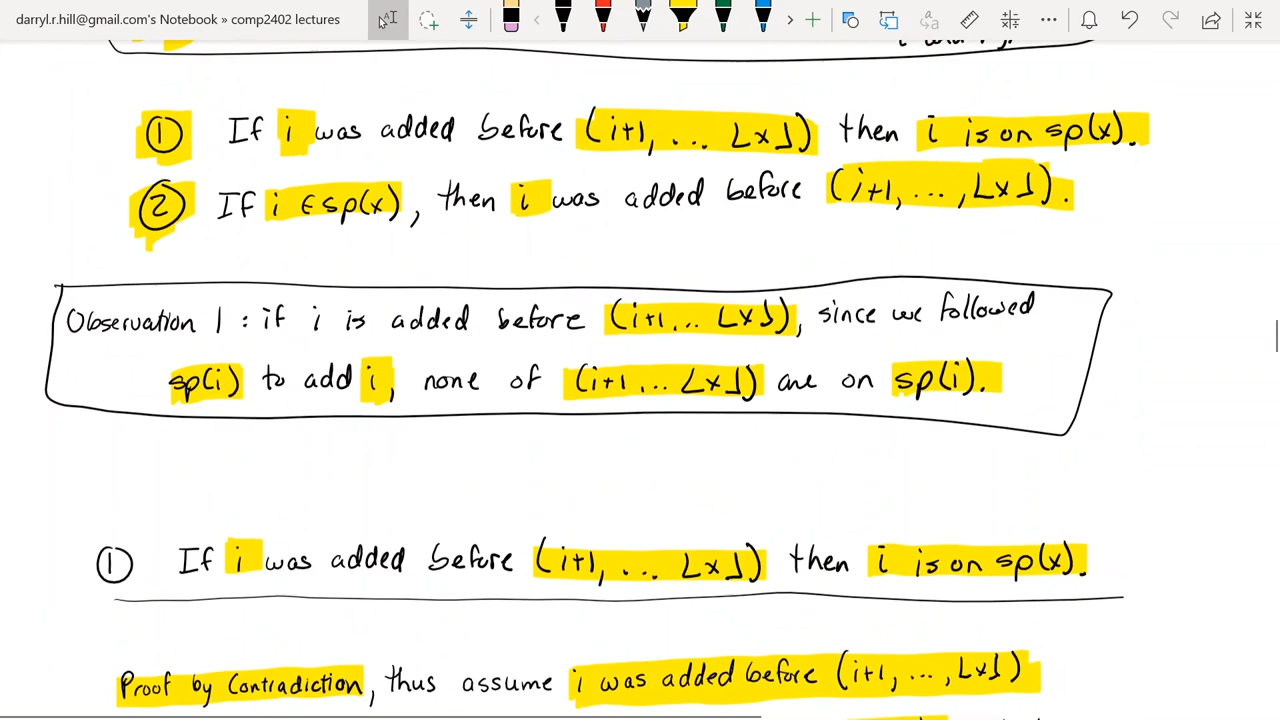 darryl.r.hill@gmail.com's Notebook » comp2402 lectures
① If i was added before (i+1, ... ⌊x⌋) then i is on sp(x).
② If i ∈ sp(x), then i was added before (i+1, ..., ⌊x⌋).
Observation 1 : if i is added before (i+1... ⌊x⌋), since we followed
sp(i) to add i, none of (i+1 ... ⌊x⌋) are on sp(i).
① If i was added before (i+1, ... ⌊x⌋) then i is on sp(x).
Proof by Contradiction, thus assume i was added before (i+1, ..., ⌊x⌋)